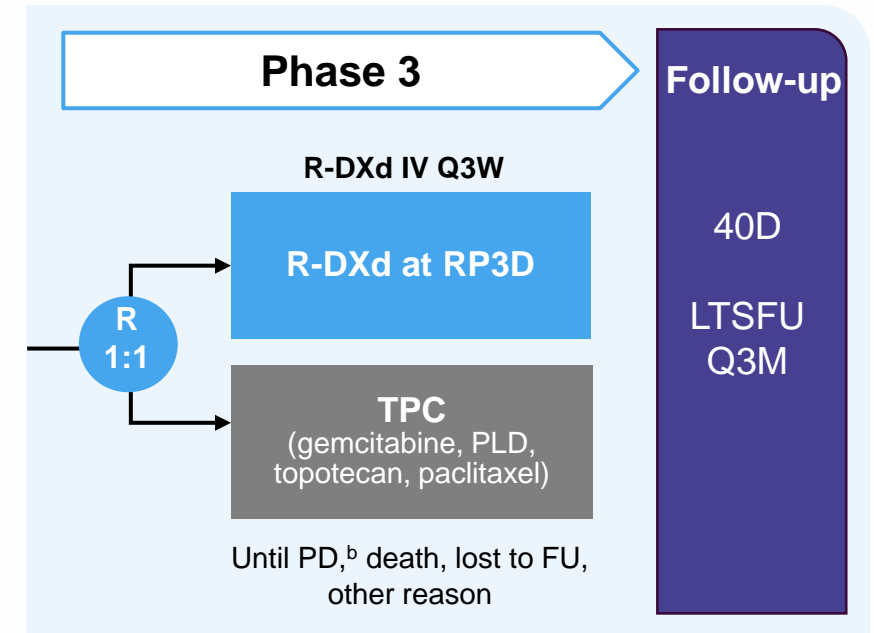 Phase 3
Follow-up
R-DXd IV Q3W
R-DXd at RP3D
40D
LTSFU
Q3M
R
1:1
TPC
(gemcitabine, PLD,
topotecan, paclitaxel)
Until PD,ᵇ death, lost to FU,
other reason